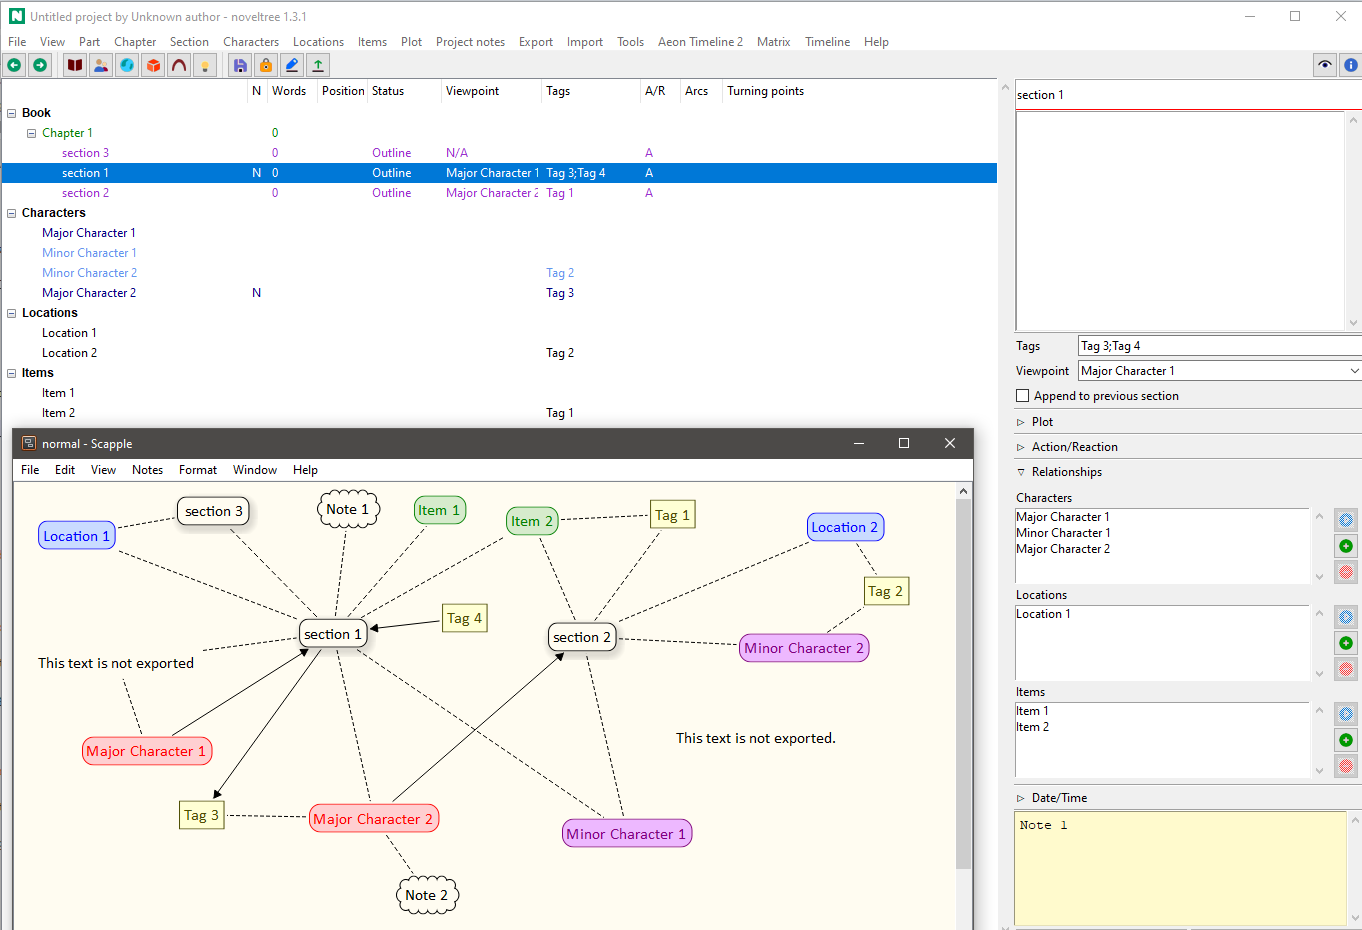 Untitled project by Unknown author - noveltree 1.3.1
File View Part Chapter Section Characters Locations Items Plot Project notes Export Import Tools Aeon Timeline 2 Matrix Timeline Help
N Words Position Status Viewpoint Tags A/R Arcs Turning points
Book
Chapter 1 0
section 3 0 Outline N/A A
section 1 N 0 Outline Major Character 1 Tag 3;Tag 4 A
section 2 0 Outline Major Character 2 Tag 1 A
Characters
Major Character 1
Minor Character 1
Minor Character 2 Tag 2
Major Character 2 N Tag 3
Locations
Location 1
Location 2 Tag 2
Items
Item 1
Item 2 Tag 1
section 1
Tags Tag 3;Tag 4
Viewpoint Major Character 1
Append to previous section
Plot
Action/Reaction
Relationships
Characters
Major Character 1
Minor Character 1
Major Character 2
Locations
Location 1
Items
Item 1
Item 2
Date/Time
Note 1
normal - Scapple
File Edit View Notes Format Window Help
section 3
Note 1
Item 1
Item 2
Tag 1
Location 1
Location 2
Tag 2
Tag 4
section 1
section 2
Minor Character 2
This text is not exported
Major Character 1
This text is not exported.
Tag 3
Major Character 2
Minor Character 1
Note 2